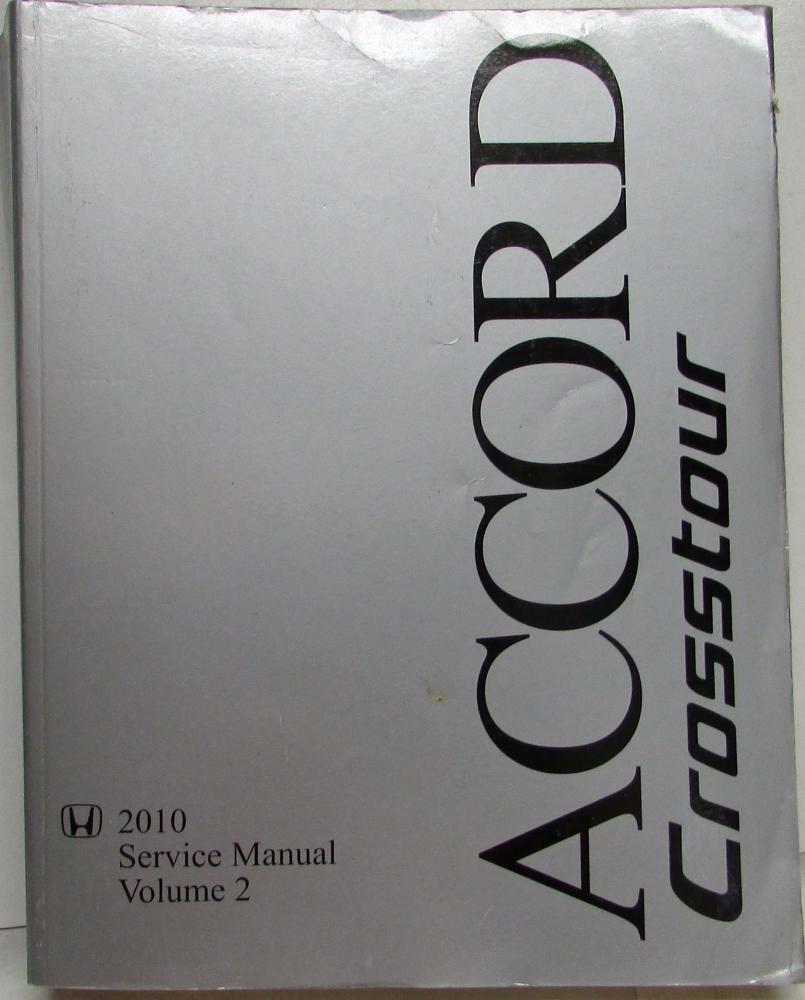 ACCORD
Crosstour
2010
Service Manual
Volume 2